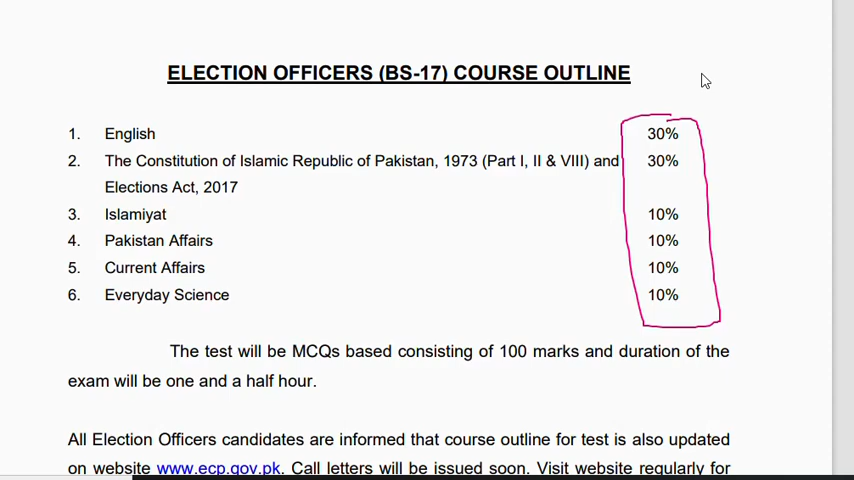 ELECTION OFFICERS (BS-17) COURSE OUTLINE
1. English 30%
2. The Constitution of Islamic Republic of Pakistan, 1973 (Part I, II & VIII) and 30%
Elections Act, 2017
3. Islamiyat 10%
4. Pakistan Affairs 10%
5. Current Affairs 10%
6. Everyday Science 10%
The test will be MCQs based consisting of 100 marks and duration of the
exam will be one and a half hour.
All Election Officers candidates are informed that course outline for test is also updated
on website www.ecp.gov.pk. Call letters will be issued soon. Visit website regularly for